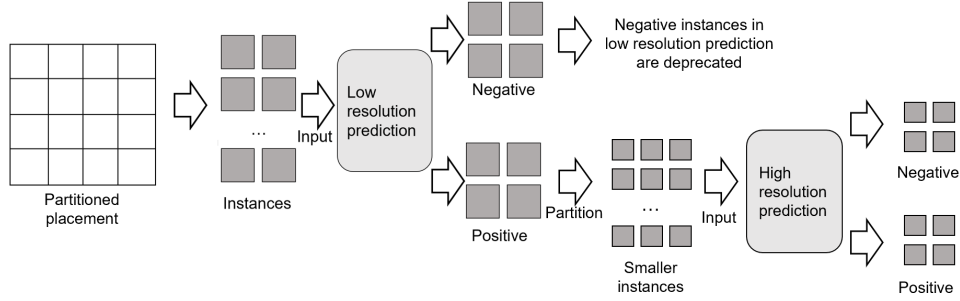 Partitioned
placement
Instances
...
Input
Low
resolution
prediction
Negative
Negative instances in
low resolution prediction
are deprecated
Positive
Partition
...
Smaller
instances
Input
High
resolution
prediction
Negative
Positive